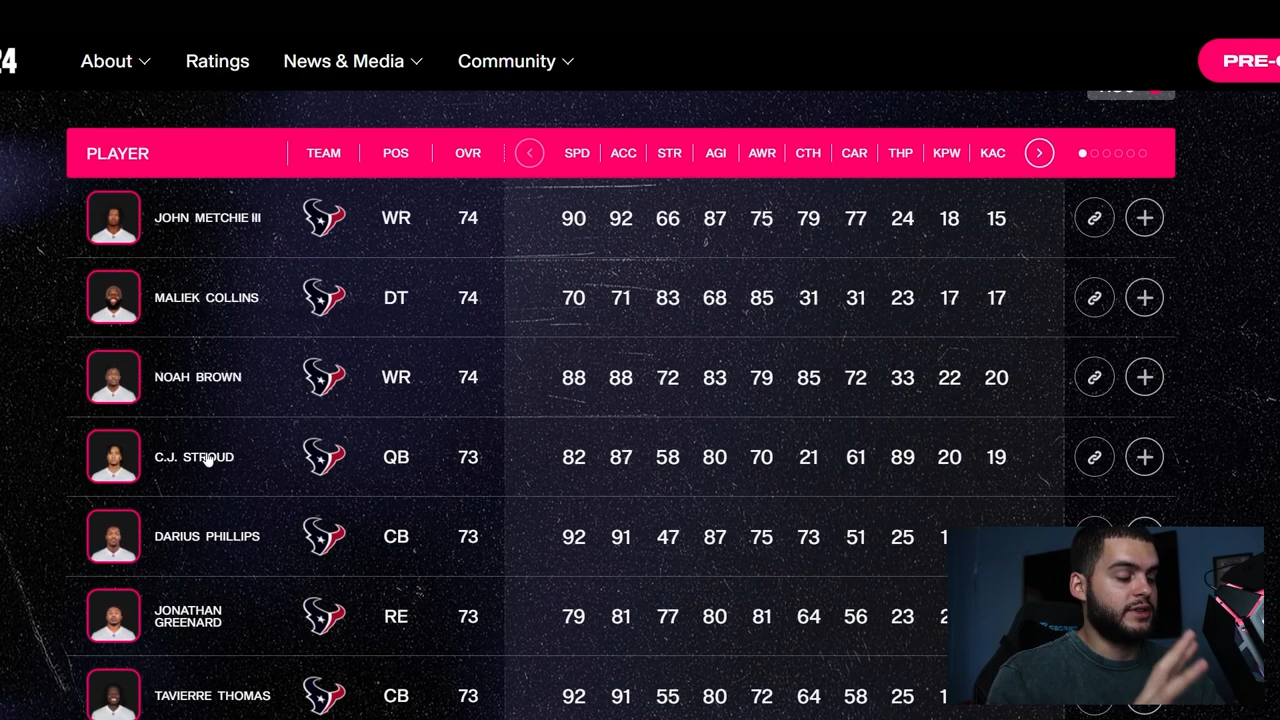 24 About Ratings News & Media Community PRE-
PLAYER TEAM POS OVR SPD ACC STR AGI AWR CTH CAR THP KPW KAC
JOHN METCHIE III WR 74 90 92 66 87 75 79 77 24 18 15
MALIEK COLLINS DT 74 70 71 83 68 85 31 31 23 17 17
NOAH BROWN WR 74 88 88 72 83 79 85 72 33 22 20
C.J. STROUD QB 73 82 87 58 80 70 21 61 89 20 19
DARIUS PHILLIPS CB 73 92 91 47 87 75 73 51 25 1
JONATHAN
GREENARD RE 73 79 81 77 80 81 64 56 23 2
TAVIERRE THOMAS CB 73 92 91 55 80 72 64 58 25 1